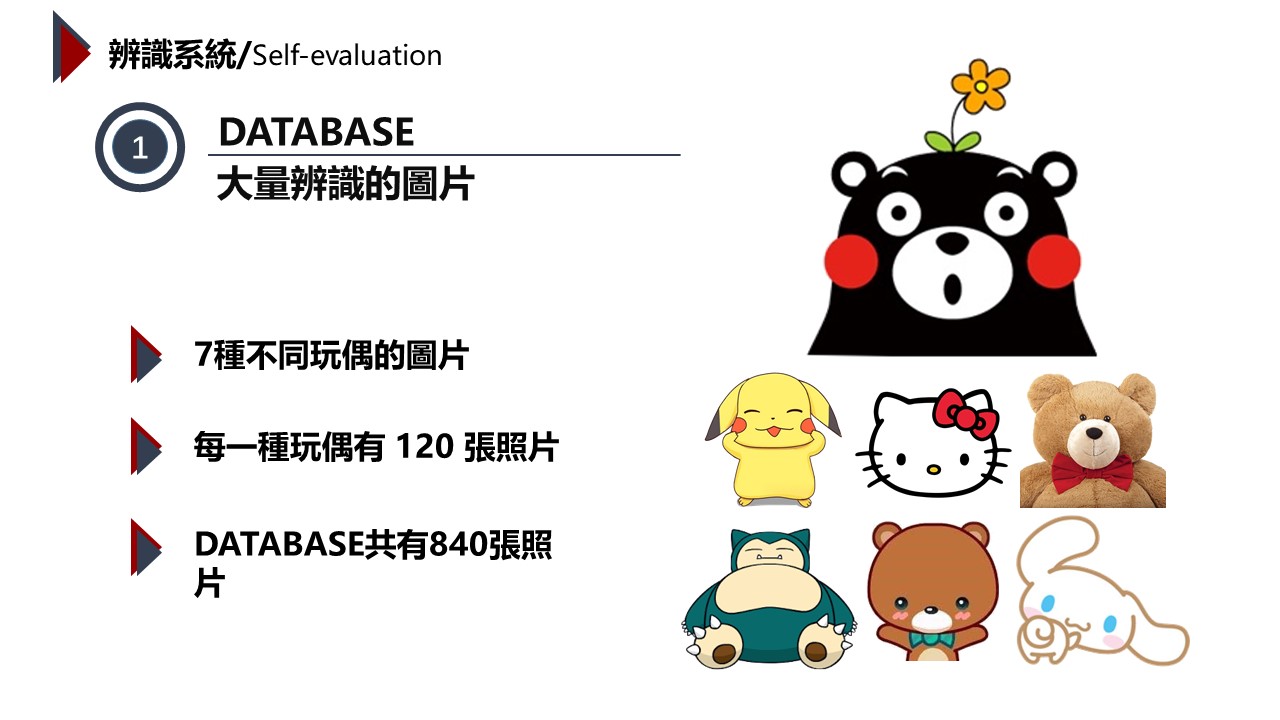 辨識系統/Self-evaluation
1
DATABASE
大量辨識的圖片
7種不同玩偶的圖片
每一種玩偶有 120 張照片
DATABASE共有840張照
片